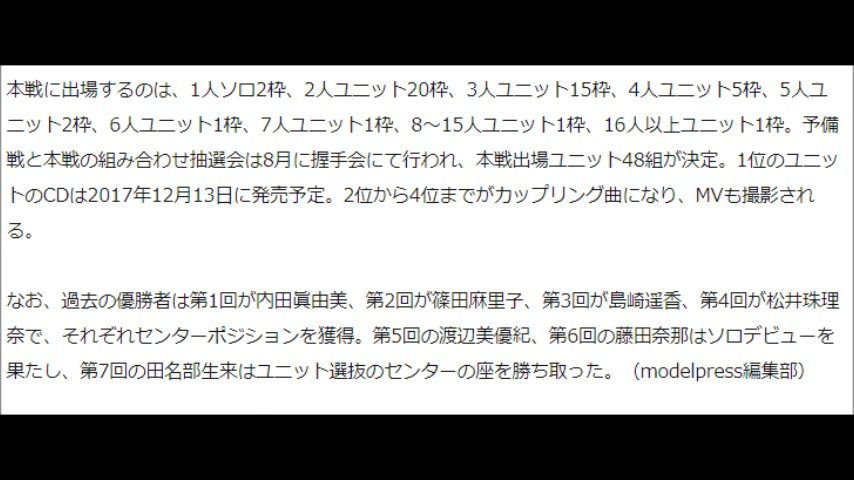 本戦に出場するのは、1人ソロ2枠、2人ユニット20枠、3人ユニット15枠、4人ユニット5枠、5人ユ
ニット2枠、6人ユニット1枠、7人ユニット1枠、8〜15人ユニット1枠、16人以上ユニット1枠。予備
戦と本戦の組み合わせ抽選会は8月に握手会にて行われ、本戦出場ユニット48組が決定。1位のユニッ
トのCDは2017年12月13日に発売予定。2位から4位までがカップリング曲になり、MVも撮影され
る。
なお、過去の優勝者は第1回が内田眞由美、第2回が篠田麻里子、第3回が島崎遥香、第4回が松井珠理
奈で、それぞれセンターポジションを獲得。第5回の渡辺美優紀、第6回の藤田奈那はソロデビューを
果たし、第7回の田名部生来はユニット選抜のセンターの座を勝ち取った。（modelpress編集部）